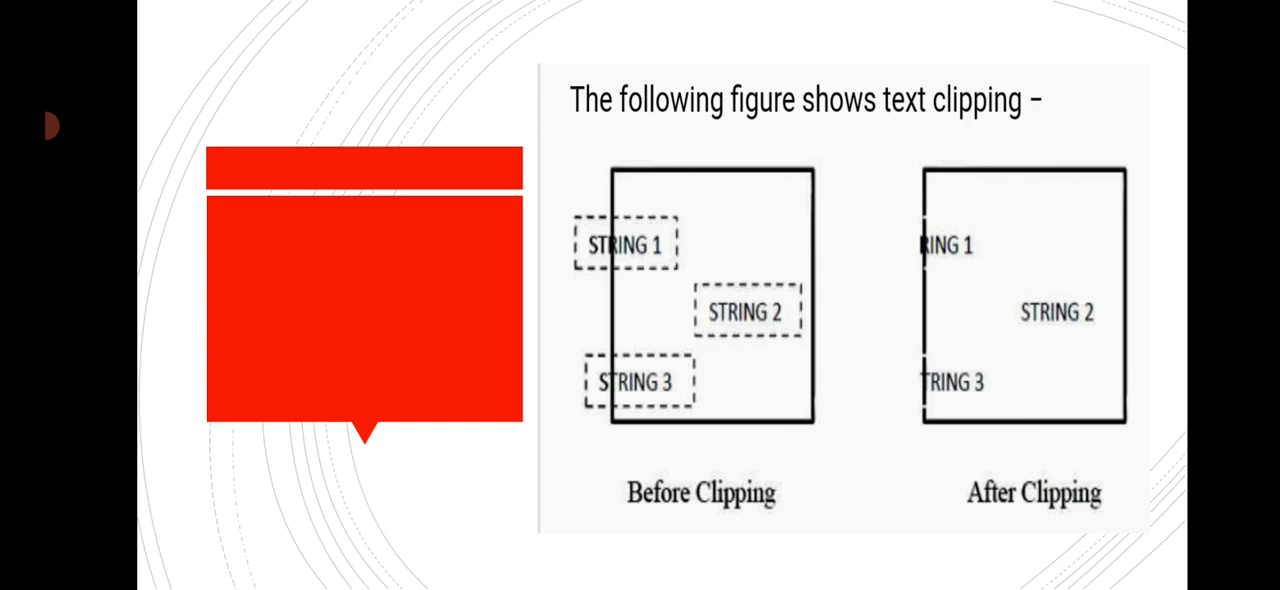 The following figure shows text clipping –
STRING 1
STRING 2
STRING 3
Before Clipping
RING 1
STRING 2
TRING 3
After Clipping